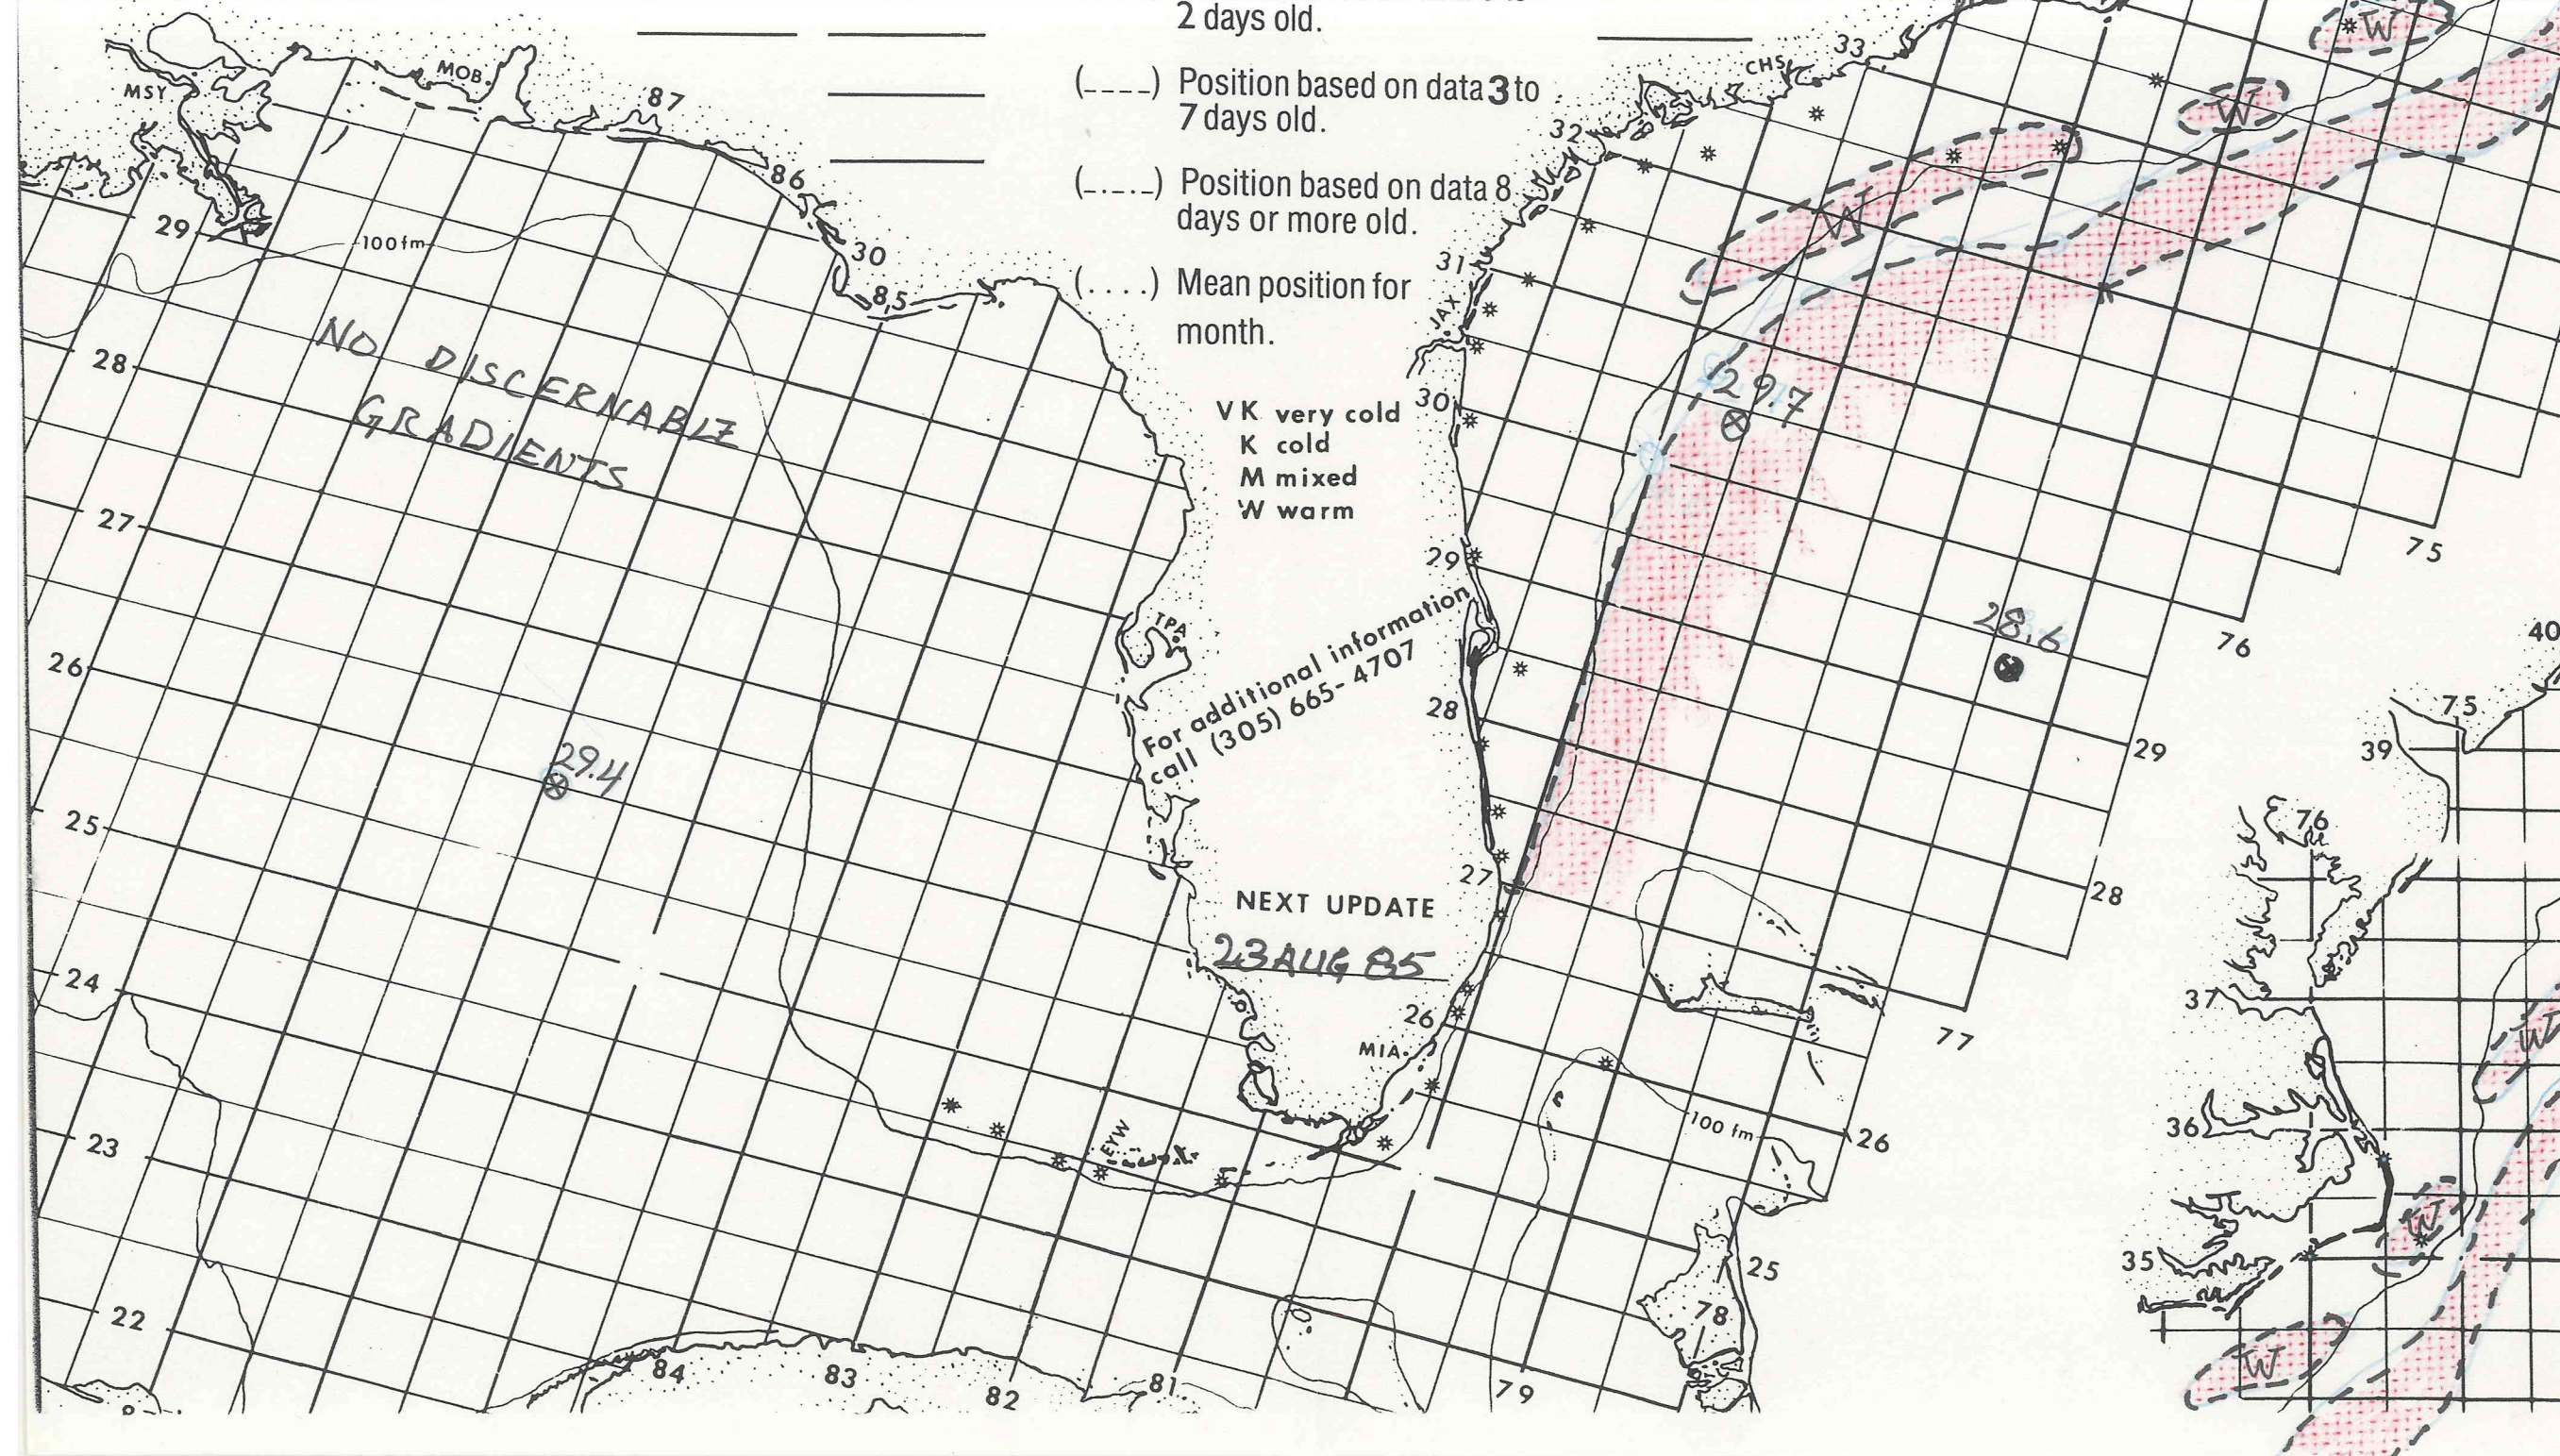 2 days old.
(----) Position based on data 3 to
7 days old.
(-.-.-) Position based on data 8
days or more old.
(....) Mean position for
month.
VK very cold
K cold
M mixed
W warm
For additional information
call (305) 665-4707
NEXT UPDATE
23 AUG 85
NO DISCERNABLE
GRADIENTS
29.4
29.7
28.6
MSY
MOB.
87
86
30
85
29
100 fm
28
27
26
25
24
23
22
84
83
82
81
79
TPA
EYW
MIA
JAX
CHS
33
32
31
30
29
28
27
26
W
W
W
75
76
29
28
77
100 fm
26
25
78
40
75
39
76
37
36
35
W
W
W